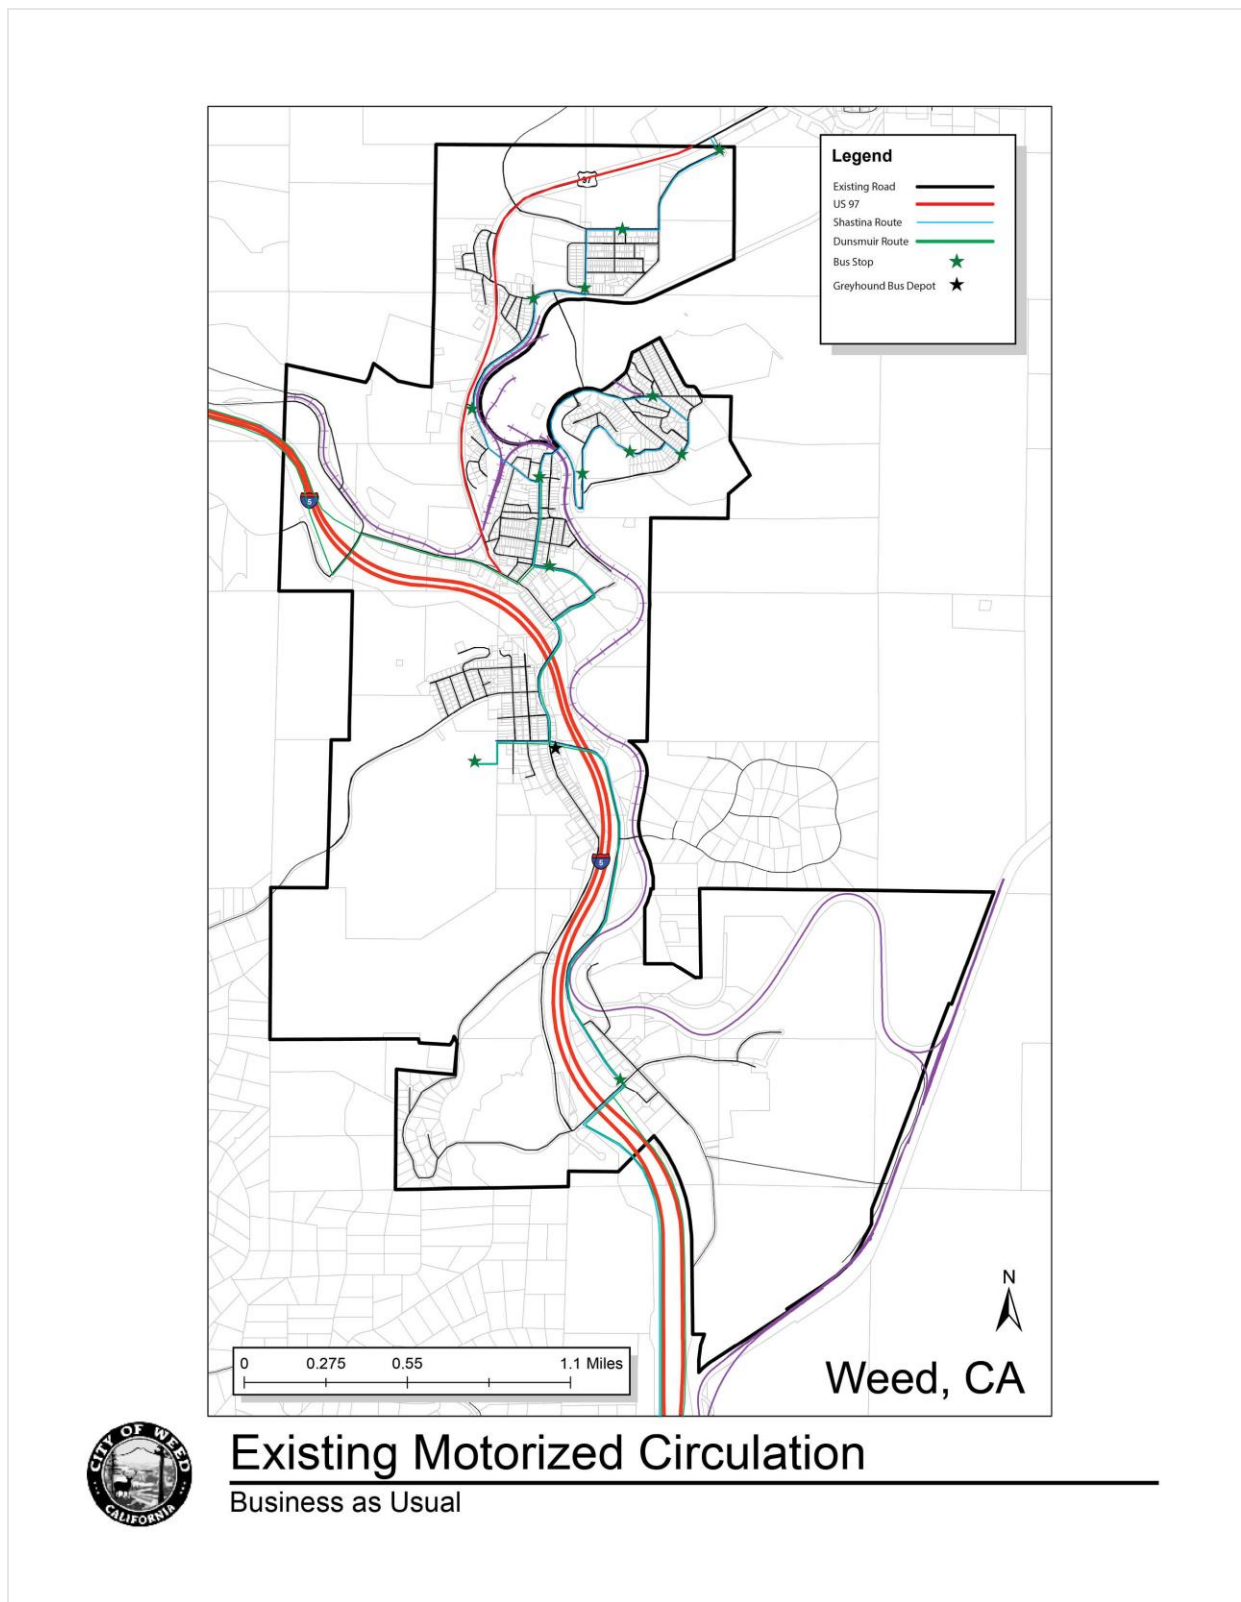 Legend
Existing Road
US 97
Shastina Route
Dunsmuir Route
Bus Stop
Greyhound Bus Depot
97
5
5
N
0 0.275 0.55 1.1 Miles
Weed, CA
CITY OF WEED
CALIFORNIA
Existing Motorized Circulation
Business as Usual